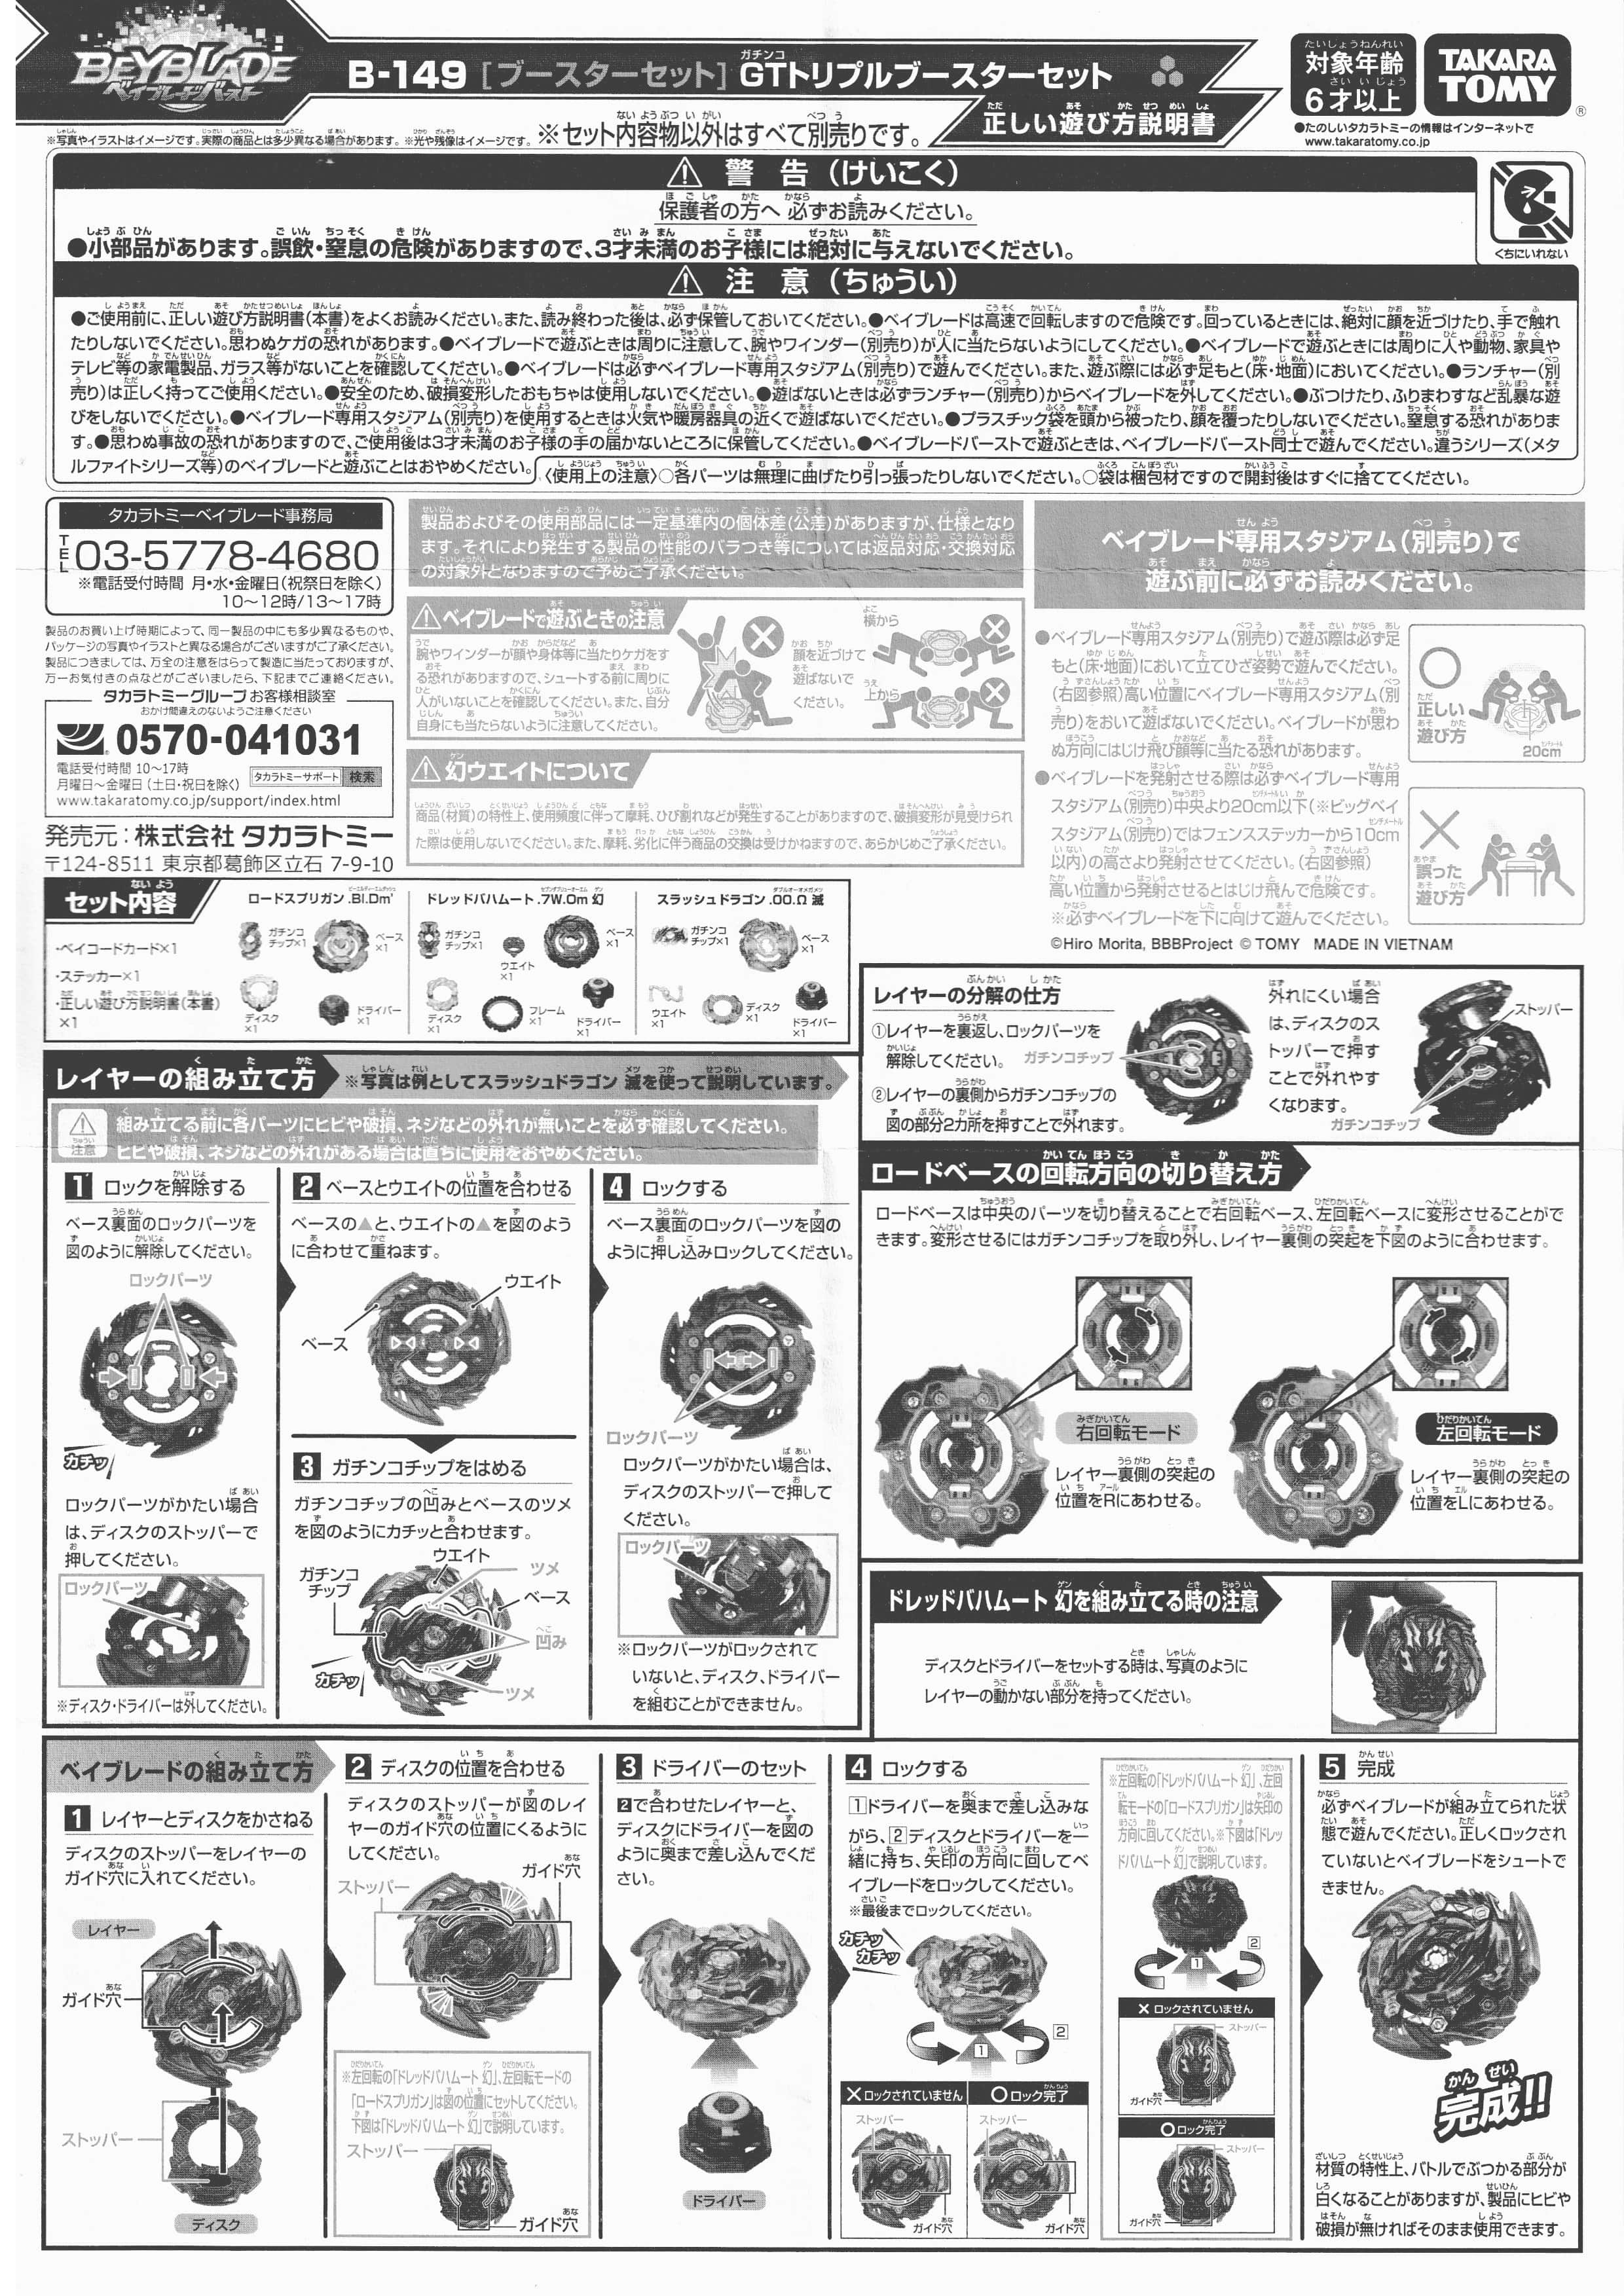 BEYBLADE
ベイブレードバースト
B-149 [ブースターセット] GTトリプルブースターセット
正しい遊び方説明書
対象年齢
6才以上
TAKARA
TOMY
●たのしいタカラトミーの情報はインターネットで
www.takaratomy.co.jp
※写真やイラストはイメージです。実際の商品とは多少異なる場合があります。※光や残像はイメージです。※セット内容物以外はすべて別売りです。
警 告（けいこく）
保護者の方へ 必ずお読みください。
●小部品があります。誤飲・窒息の危険がありますので、3才未満のお子様には絶対に与えないでください。
くちにいれない
注 意（ちゅうい）
●ご使用前に、正しい遊び方説明書(本書)をよくお読みください。また、読み終わった後は、必ず保管しておいてください。●ベイブレードは高速で回転しますので危険です。回っているときには、絶対に顔を近づけたり、手で触れ
たりしないでください。思わぬケガの恐れがあります。●ベイブレードで遊ぶときは周りに注意して、腕やワインダー(別売り)が人に当たらないようにしてください。●ベイブレードで遊ぶときには周りに人や動物、家具や
テレビ等の家電製品、ガラス等がないことを確認してください。●ベイブレードは必ずベイブレード専用スタジアム(別売り)で遊んでください。また、遊ぶ際には必ず足もと(床・地面)においてください。●ランチャー(別
売り)は正しく持ってご使用ください。●安全のため、破損変形したおもちゃは使用しないでください。●遊ばないときは必ずランチャー(別売り)からベイブレードを外してください。●ぶつけたり、ふりまわすなど乱暴な遊
びをしないでください。●ベイブレード専用スタジアム(別売り)を使用するときは火気や暖房器具の近くで遊ばないでください。●プラスチック袋を頭から被ったり、顔を覆ったりしないでください。窒息する恐れがありま
す。●思わぬ事故の恐れがありますので、ご使用後は3才未満のお子様の手の届かないところに保管してください。●ベイブレードバーストで遊ぶときは、ベイブレードバースト同士で遊んでください。違うシリーズ(メタ
ルファイトシリーズ等)のベイブレードと遊ぶことはおやめください。
〈使用上の注意〉○各パーツは無理に曲げたり引っ張ったりしないでください。○袋は梱包材ですので開封後はすぐに捨ててください。
タカラトミーベイブレード事務局
TEL 03-5778-4680
※電話受付時間 月・水・金曜日(祝祭日を除く)
10〜12時/13〜17時
製品のお買い上げ時期によって、同一製品の中にも多少異なるものや、
パッケージの写真やイラストと異なる場合がございますがご了承ください。
製品につきましては、万全の注意をはらって製造に当たっておりますが、
万一お気付きの点などがございましたら、下記までご連絡ください。
タカラトミーグループお客様相談室
おかけ間違えのないようご注意ください
0570-041031
電話受付時間 10〜17時
月曜日〜金曜日(土日・祝日を除く)
タカラトミーサポート 検索
www.takaratomy.co.jp/support/index.html
発売元：株式会社 タカラトミー
〒124-8511 東京都葛飾区立石 7-9-10
製品およびその使用部品には一定基準内の個体差(公差)がありますが、仕様となり
ます。それにより発生する製品の性能のバラつき等については返品対応・交換対応
の対象外となりますので予めご了承ください。
ベイブレードで遊ぶときの注意
腕やワインダーが顔や身体等に当たりケガをす
る恐れがありますので、シュートする前に周りに
人がいないことを確認してください。また、自分
自身にも当たらないように注意してください。
顔を近づけて
遊ばないで
ください。
横から
上から
幻ウエイトについて
商品(材質)の特性上、使用頻度に伴って摩耗、ひび割れなどが発生することがありますので、破損変形が見受けられ
た際は使用しないでください。また、摩耗、劣化に伴う商品の交換は受けかねますので、あらかじめご了承ください。
ベイブレード専用スタジアム(別売り)で
遊ぶ前に必ずお読みください。
●ベイブレード専用スタジアム(別売り)で遊ぶ際は必ず足
もと(床・地面)において立てひざ姿勢で遊んでください。
(右図参照)高い位置にベイブレード専用スタジアム(別
売り)をおいて遊ばないでください。ベイブレードが思わ
ぬ方向にはじけ飛び顔等に当たる恐れがあります。
●ベイブレードを発射させる際は必ずベイブレード専用
スタジアム(別売り)中央より20cm以下(※ビッグベイ
スタジアム(別売り)ではフェンスステッカーから10cm
以内)の高さより発射させてください。(右図参照)
高い位置から発射させるとはじけ飛んで危険です。
※必ずベイブレードを下に向けて遊んでください。
正しい
遊び方
20cm
誤った
遊び方
©Hiro Morita, BBBProject © TOMY MADE IN VIETNAM
セット内容
・ベイコードカード×1
・ステッカー×1
・正しい遊び方説明書(本書)
×1
ロードスプリガン .Bl.Dm'
ガチンコ
チップ×1
ベース
×1
ディスク
×1
ドライバー
×1
ドレッドバハムート .7W.Om 幻
ガチンコ
チップ×1
ウエイト
×1
ベース
×1
ディスク
×1
フレーム
×1
ドライバー
×1
スラッシュドラゴン .00.Ω 滅
ガチンコ
チップ×1
ベース
×1
ウエイト
×1
ディスク
×1
ドライバー
×1
レイヤーの分解の仕方
①レイヤーを裏返し、ロックパーツを
解除してください。
②レイヤーの裏側からガチンコチップの
図の部分2カ所を押すことで外れます。
ガチンコチップ
外れにくい場合
は、ディスクのス
トッパーで押す
ことで外れやす
くなります。
ストッパー
ガチンコチップ
レイヤーの組み立て方
※写真は例としてスラッシュドラゴン 滅を使って説明しています。
注意
組み立てる前に各パーツにヒビや破損、ネジなどの外れが無いことを必ず確認してください。
ヒビや破損、ネジなどの外れがある場合は直ちに使用をおやめください。
1 ロックを解除する
ベース裏面のロックパーツを
図のように解除してください。
ロックパーツ
カチッ
ロックパーツがかたい場合
は、ディスクのストッパーで
押してください。
ロックパーツ
※ディスク・ドライバーは外してください。
2 ベースとウエイトの位置を合わせる
ベースの▲と、ウエイトの▲を図のよう
に合わせて重ねます。
ウエイト
ベース
3 ガチンコチップをはめる
ガチンコチップの凹みとベースのツメ
を図のようにカチッと合わせます。
ウエイト
ガチンコ
チップ
ツメ
ベース
凹み
カチッ
ツメ
4 ロックする
ベース裏面のロックパーツを図の
ように押し込みロックしてください。
ロックパーツ
ロックパーツがかたい場合は、
ディスクのストッパーで押して
ください。
ロックパーツ
※ロックパーツがロックされて
いないと、ディスク、ドライバー
を組むことができません。
ロードベースの回転方向の切り替え方
ロードベースは中央のパーツを切り替えることで右回転ベース、左回転ベースに変形させることがで
きます。変形させるにはガチンコチップを取り外し、レイヤー裏側の突起を下図のように合わせます。
右回転モード
レイヤー裏側の突起の
位置をRにあわせる。
左回転モード
レイヤー裏側の突起の
位置をLにあわせる。
ドレッドバハムート 幻を組み立てる時の注意
ディスクとドライバーをセットする時は、写真のように
レイヤーの動かない部分を持ってください。
ベイブレードの組み立て方
1 レイヤーとディスクをかさねる
ディスクのストッパーをレイヤーの
ガイド穴に入れてください。
レイヤー
ガイド穴
ストッパー
ディスク
2 ディスクの位置を合わせる
ディスクのストッパーが図のレイ
ヤーのガイド穴の位置にくるように
してください。
ガイド穴
ストッパー
※左回転の「ドレッドバハムート 幻」、左回転モードの
「ロードスプリガン」は図の位置にセットしてください。
下図は「ドレッドバハムート 幻」で説明しています。
ストッパー
ガイド穴
3 ドライバーのセット
2で合わせたレイヤーと、
ディスクにドライバーを図の
ように奥まで差し込んでくだ
さい。
ドライバー
4 ロックする
1ドライバーを奥まで差し込みな
がら、2ディスクとドライバーを一
緒に持ち、矢印の方向に回してベ
イブレードをロックしてください。
※最後までロックしてください。
カチッ
カチッ
1
2
×ロックされていません
ストッパー
ガイド穴
○ロック完了
ストッパー
ガイド穴
※左回転の「ドレッドバハムート 幻」、左回
転モードの「ロードスプリガン」は矢印の
方向に回してください。※下図は「ドレッ
ドバハムート 幻」で説明しています。
1
2
×ロックされていません
ストッパー
ガイド穴
○ロック完了
ストッパー
ガイド穴
5 完成
必ずベイブレードが組み立てられた状
態で遊んでください。正しくロックされ
ていないとベイブレードをシュートで
きません。
完成!!
材質の特性上、バトルでぶつかる部分が
白くなることがありますが、製品にヒビや
破損が無ければそのまま使用できます。